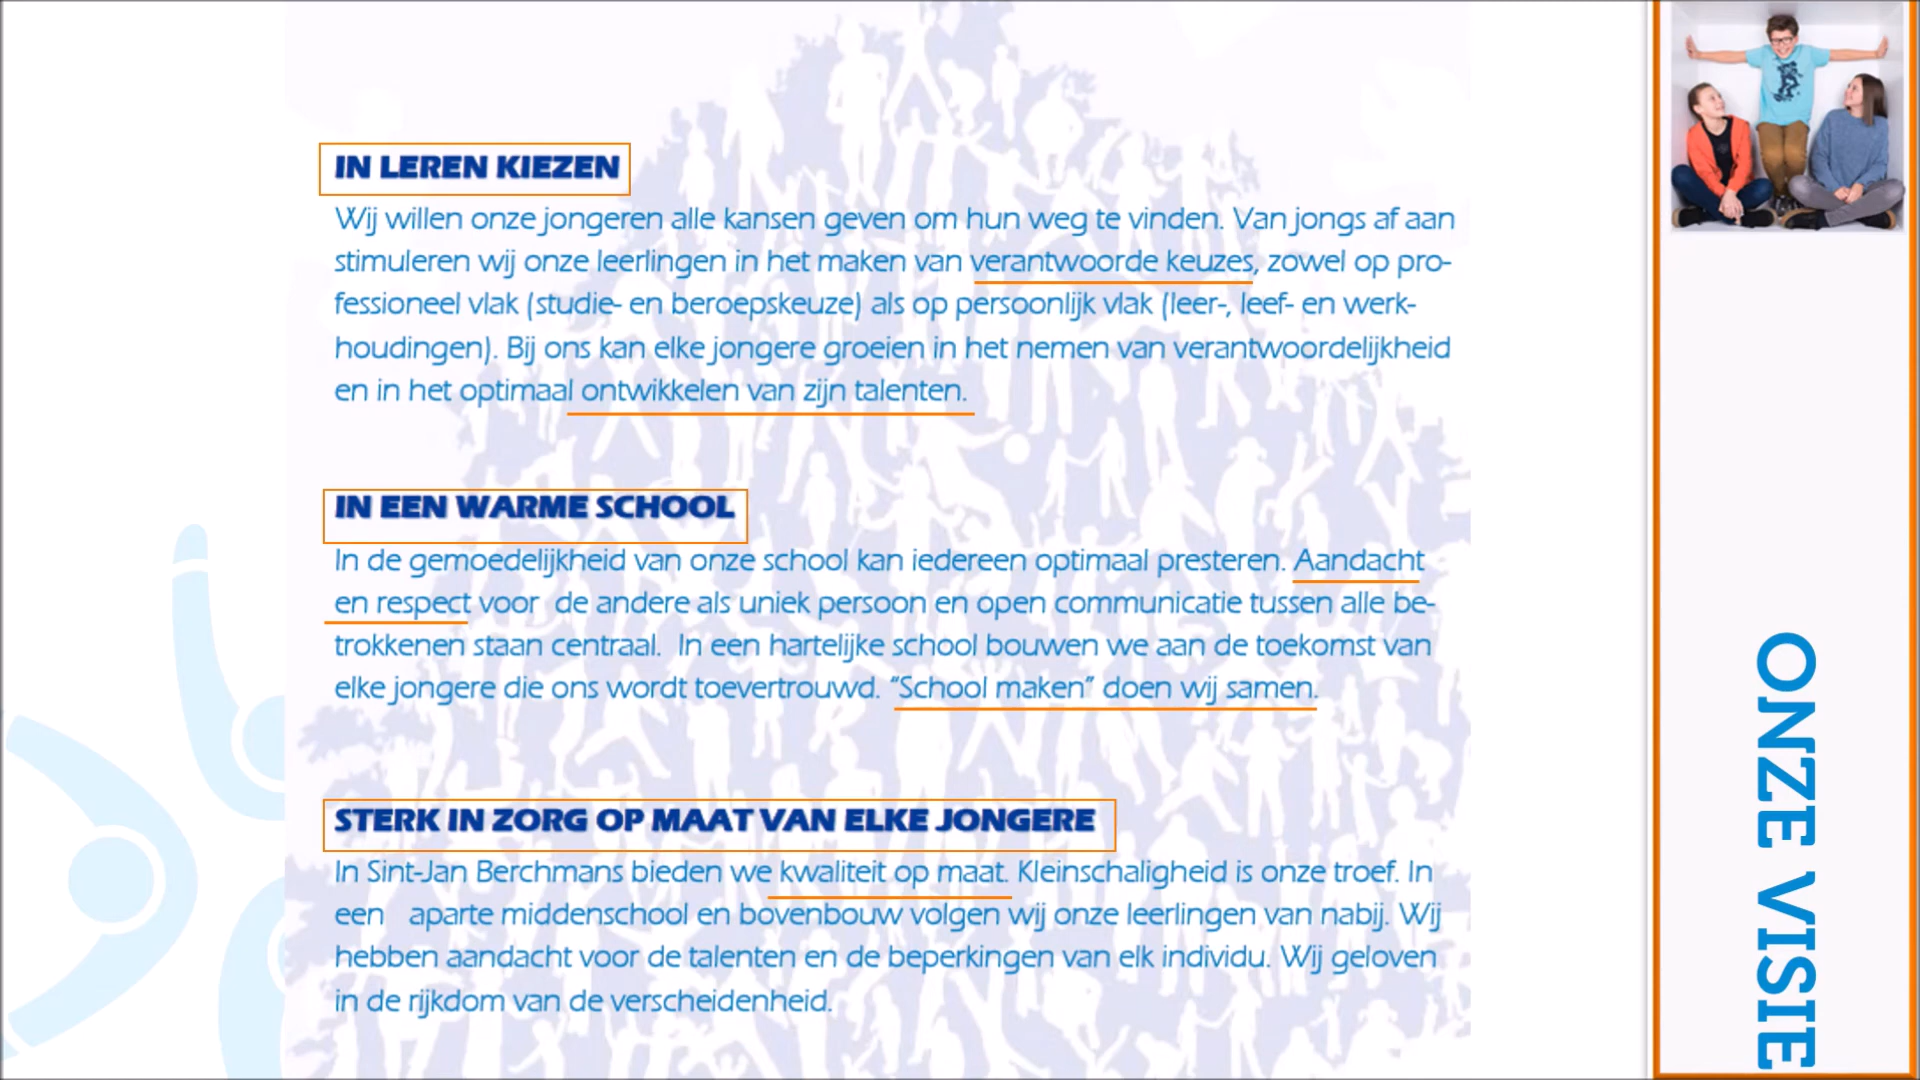 IN LEREN KIEZEN
Wij willen onze jongeren alle kansen geven om hun weg te vinden. Van jongs af aan
stimuleren wij onze leerlingen in het maken van verantwoorde keuzes, zowel op pro-
fessioneel vlak (studie- en beroepskeuze) als op persoonlijk vlak (leer-, leef- en werk-
houdingen). Bij ons kan elke jongere groeien in het nemen van verantwoordelijkheid
en in het optimaal ontwikkelen van zijn talenten.
IN EEN WARME SCHOOL
In de gemoedelijkheid van onze school kan iedereen optimaal presteren. Aandacht
en respect voor de andere als uniek persoon en open communicatie tussen alle be-
trokkenen staan centraal. In een hartelijke school bouwen we aan de toekomst van
elke jongere die ons wordt toevertrouwd. “School maken” doen wij samen.
STERK IN ZORG OP MAAT VAN ELKE JONGERE
In Sint-Jan Berchmans bieden we kwaliteit op maat. Kleinschaligheid is onze troef. In
een aparte middenschool en bovenbouw volgen wij onze leerlingen van nabij. Wij
hebben aandacht voor de talenten en de beperkingen van elk individu. Wij geloven
in de rijkdom van de verscheidenheid.
ONZE VISIE